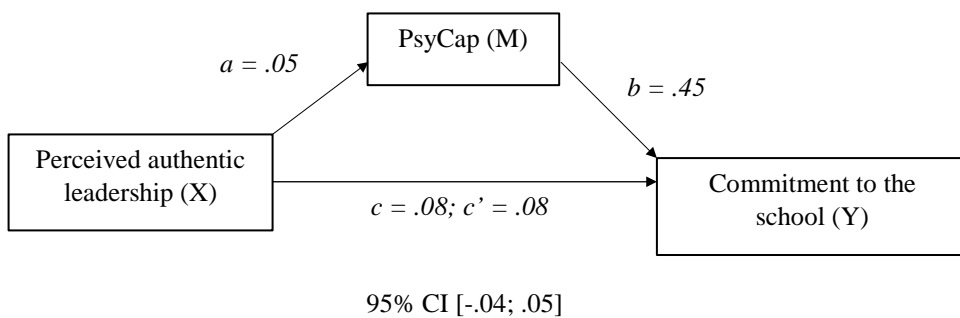 PsyCap (M)
a = .05
b = .45
Perceived authentic
leadership (X)
Commitment to the
school (Y)
c = .08; c’ = .08
95% CI [-.04; .05]